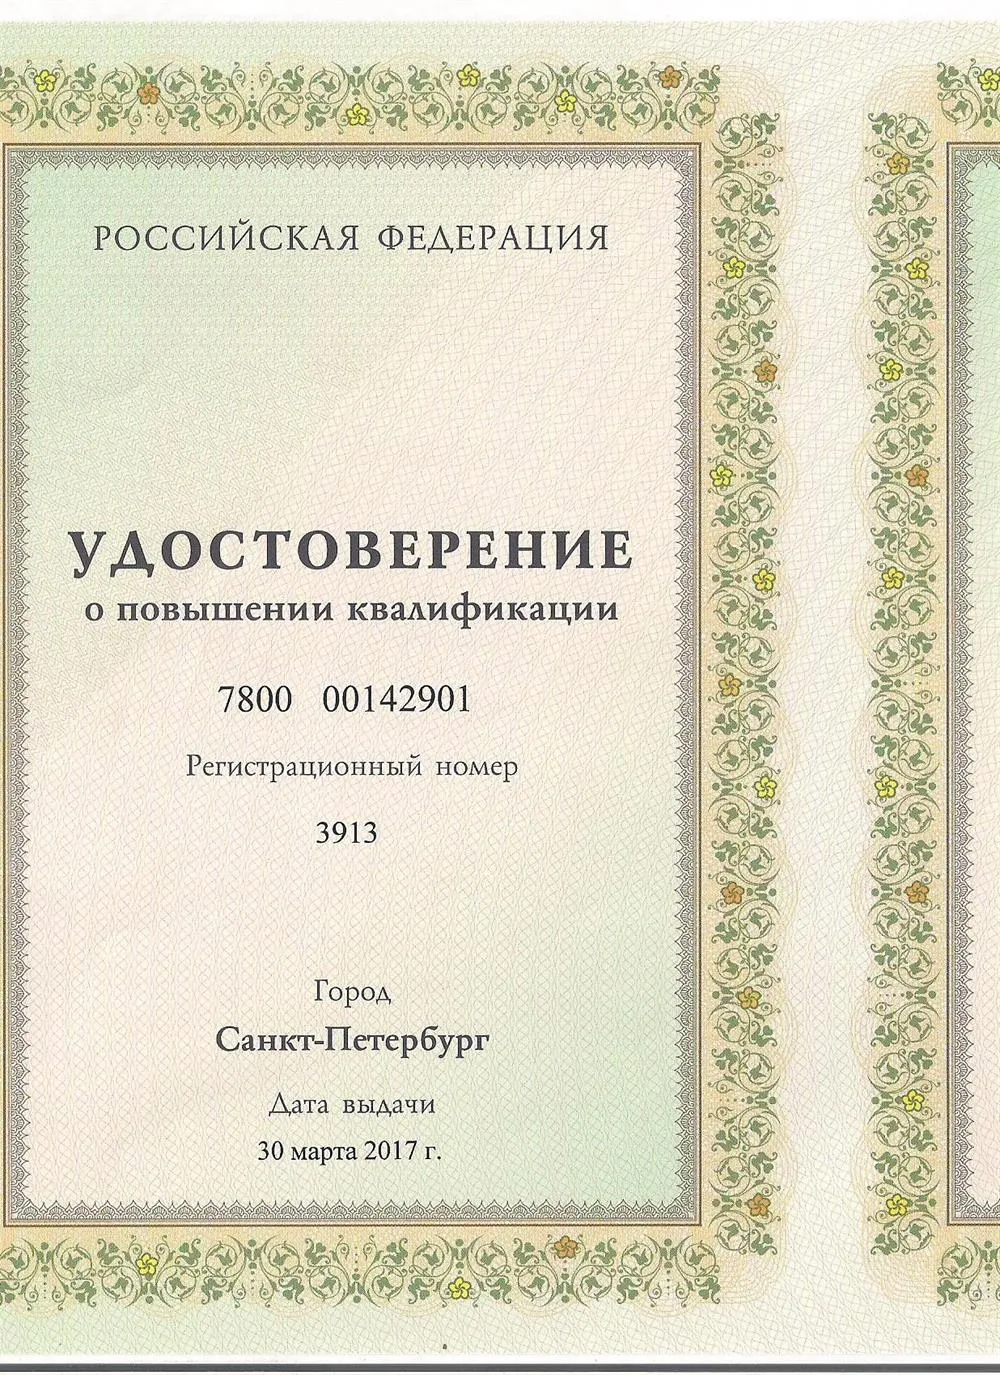 РОССИЙСКАЯ ФЕДЕРАЦИЯ
УДОСТОВЕРЕНИЕ
о повышении квалификации
7800 00142901
Регистрационный номер
3913
Город
Санкт-Петербург
Дата выдачи
30 марта 2017 г.